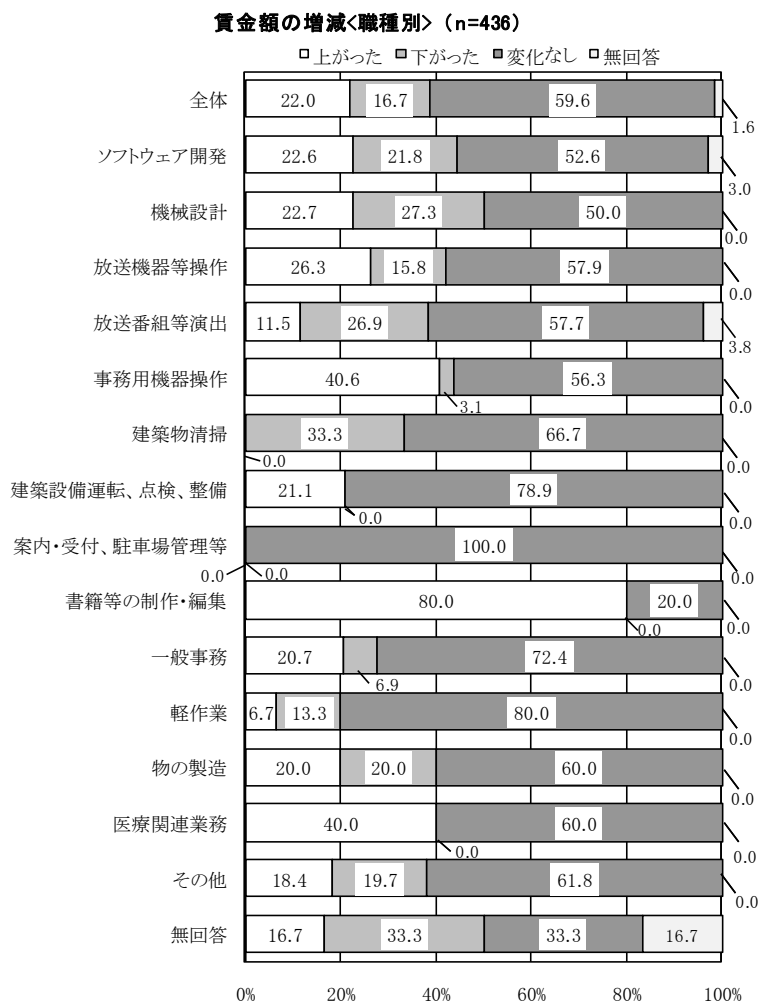 賃金額の増減<職種別> (n=436)
上がった 下がった 変化なし 無回答
全体 22.0 16.7 59.6 1.6
ソフトウェア開発 22.6 21.8 52.6 3.0
機械設計 22.7 27.3 50.0 0.0
放送機器等操作 26.3 15.8 57.9 0.0
放送番組等演出 11.5 26.9 57.7 3.8
事務用機器操作 40.6 3.1 56.3 0.0
建築物清掃 0.0 33.3 66.7 0.0
建築設備運転、点検、整備 21.1 0.0 78.9 0.0
案内・受付、駐車場管理等 0.0 0.0 100.0 0.0
書籍等の制作・編集 80.0 0.0 20.0 0.0
一般事務 20.7 6.9 72.4 0.0
軽作業 6.7 13.3 80.0 0.0
物の製造 20.0 20.0 60.0 0.0
医療関連業務 40.0 0.0 60.0 0.0
その他 18.4 19.7 61.8 0.0
無回答 16.7 33.3 33.3 16.7
0% 20% 40% 60% 80% 100%